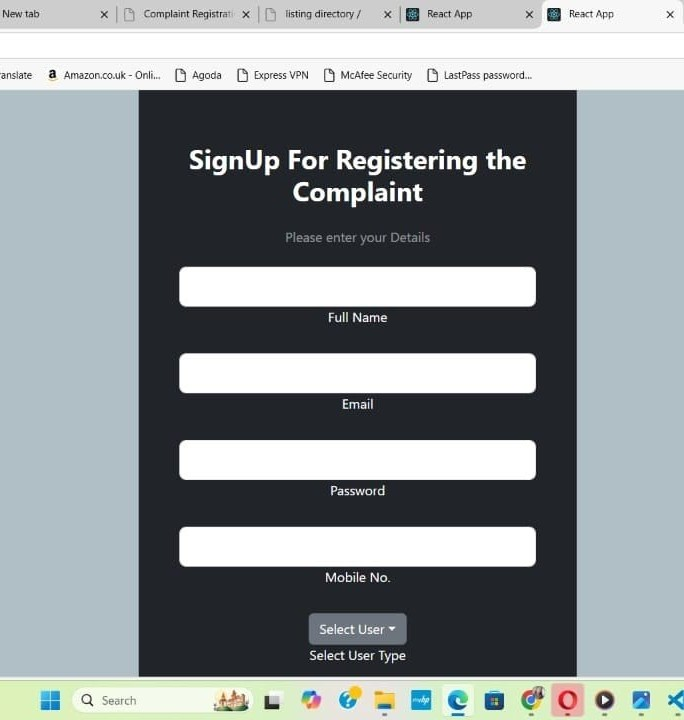 New tab
Complaint Registrati
listing directory /
React App
React App
anslate
a Amazon.co.uk - Onli...
Agoda
Express VPN
McAfee Security
LastPass password...
SignUp For Registering the
Complaint
Please enter your Details
Full Name
Email
Password
Mobile No.
Select User
Select User Type
Search
myhp